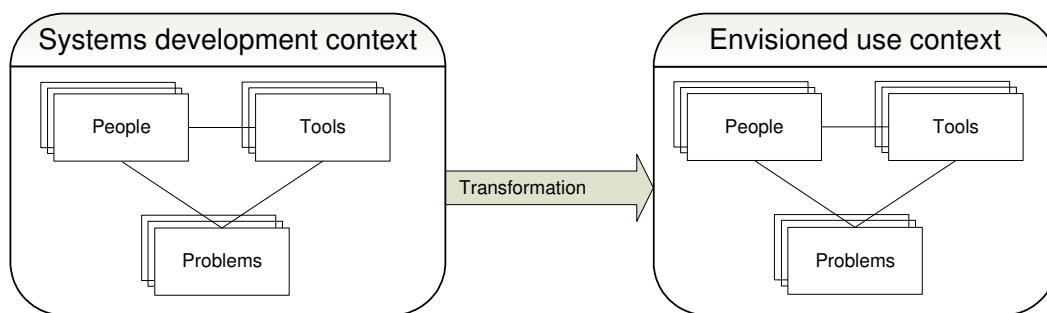 Systems development context
People
Tools
Problems
Transformation
Envisioned use context
People
Tools
Problems